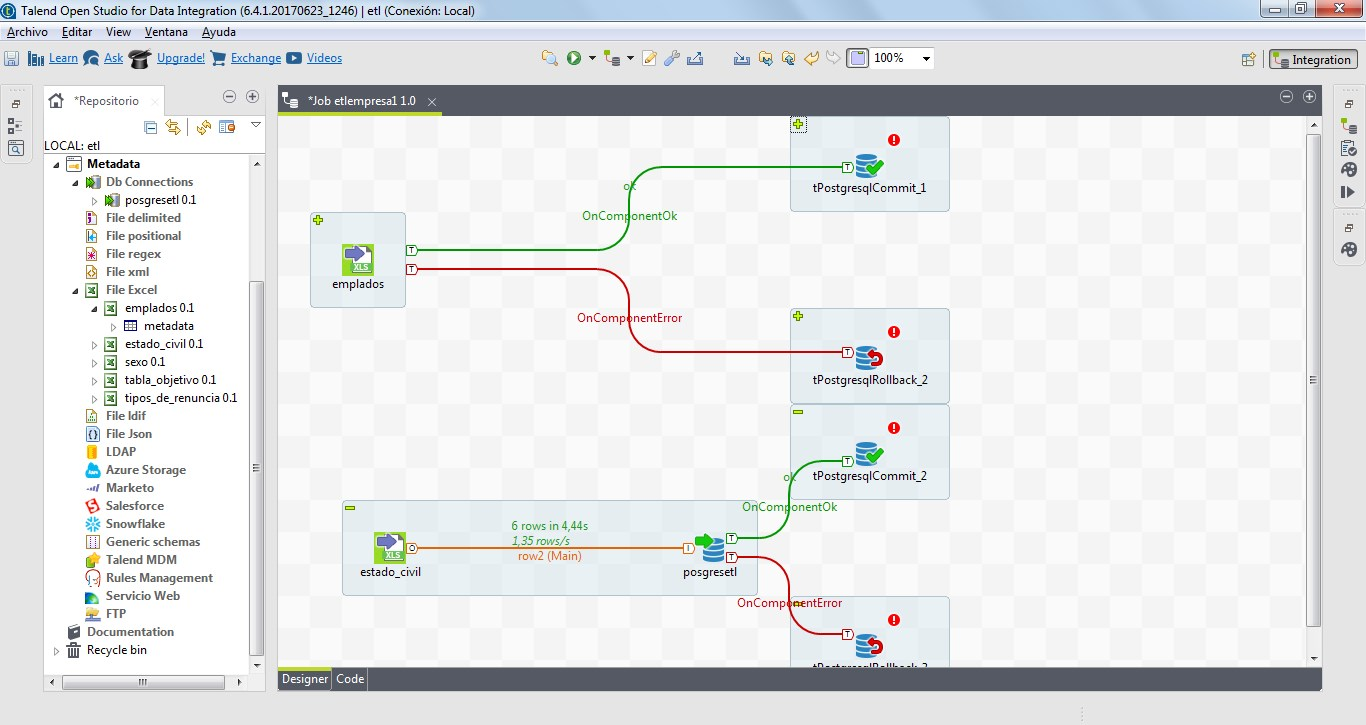 Talend Open Studio for Data Integration (6.4.1.20170623_1246) | etl (Conexión: Local)
Archivo Editar View Ventana Ayuda
Learn Ask Upgrade! Exchange Videos 100% Integration
*Repositorio
LOCAL: etl
Metadata
Db Connections
posgresetl 0.1
File delimited
File positional
File regex
File xml
File Excel
emplados 0.1
metadata
estado_civil 0.1
sexo 0.1
tabla_objetivo 0.1
tipos_de_renuncia 0.1
File ldif
File Json
LDAP
Azure Storage
Marketo
Salesforce
Snowflake
Generic schemas
Talend MDM
Rules Management
Servicio Web
FTP
Documentation
Recycle bin
*Job etlempresa1 1.0
tPostgresqlCommit_1
ok
OnComponentOk
XLS
emplados
T
T
T
OnComponentError
T
tPostgresqlRollback_2
T
tPostgresqlCommit_2
ok
OnComponentOk
6 rows in 4,44s
1,35 rows/s
row2 (Main)
XLS
O
I
T
T
estado_civil
posgresetl
OnComponentError
T
Designer Code